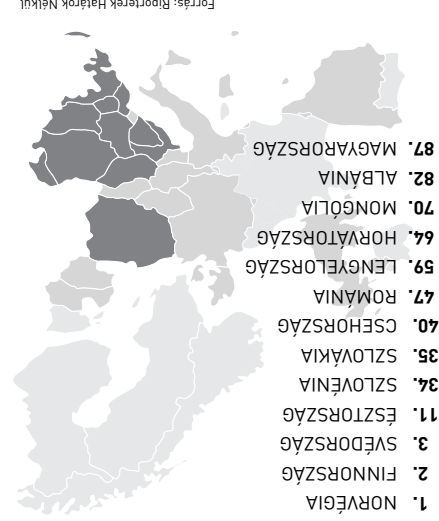 1. NORVÉGIA
2. FINNORSZÁG
3. SVÉDORSZÁG
11. ÉSZTORSZÁG
34. SZLOVÉNIA
35. SZLOVÁKIA
40. CSEHORSZÁG
47. ROMÁNIA
59. LENGYELORSZÁG
64. HORVÁTORSZÁG
70. MONGÓLIA
82. ALBÁNIA
87. MAGYARORSZÁG
Forrás: Riporterek Határok Nélkül